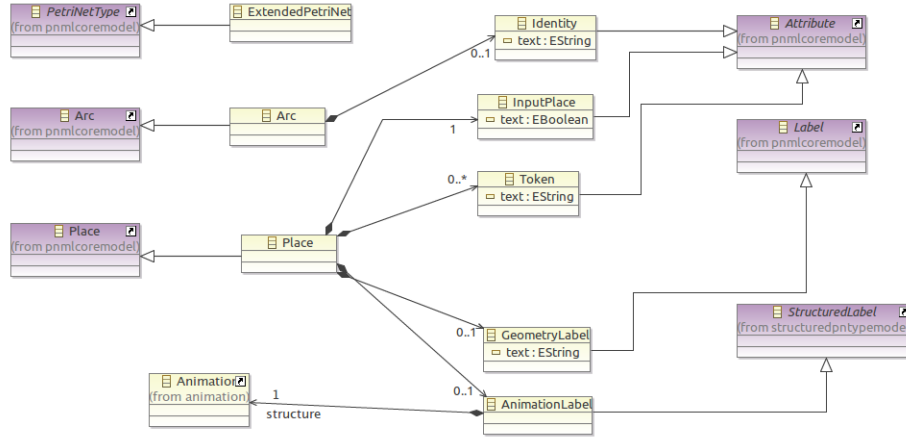 PetriNetType
(from pnmlcoremodel)
ExtendedPetriNet
Identity
text : EString
0..1
Attribute
(from pnmlcoremodel)
Arc
(from pnmlcoremodel)
Arc
InputPlace
text : EBoolean
1
Label
(from pnmlcoremodel)
Token
text : EString
0..*
Place
(from pnmlcoremodel)
Place
GeometryLabel
text : EString
0..1
StructuredLabel
(from structuredpntypemode
Animation
(from animation)
1
structure
0..1
AnimationLabel